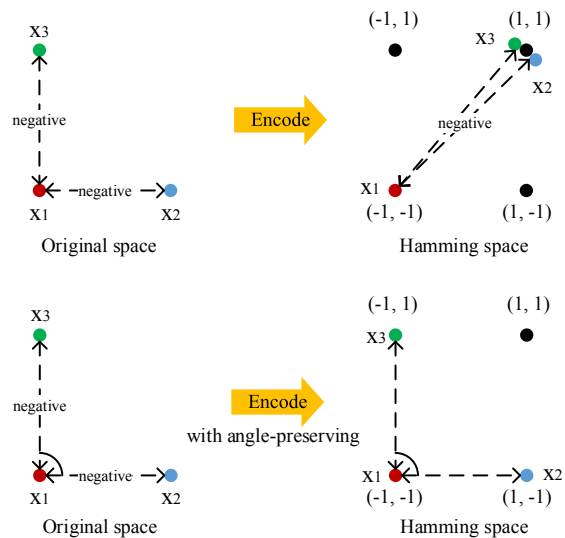 X3
negative
negative
X1
X2
Original space
Encode
(-1, 1)
(1, 1)
X3
X2
negative
X1
(-1, -1)
(1, -1)
Hamming space
X3
negative
negative
X1
X2
Original space
Encode
with angle-preserving
(-1, 1)
(1, 1)
X3
X1
X2
(-1, -1)
(1, -1)
Hamming space